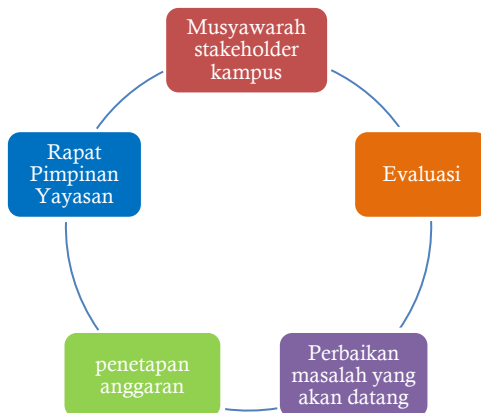 Musyawarah
stakeholder
kampus
Evaluasi
Perbaikan
masalah yang
akan datang
penetapan
anggaran
Rapat
Pimpinan
Yayasan